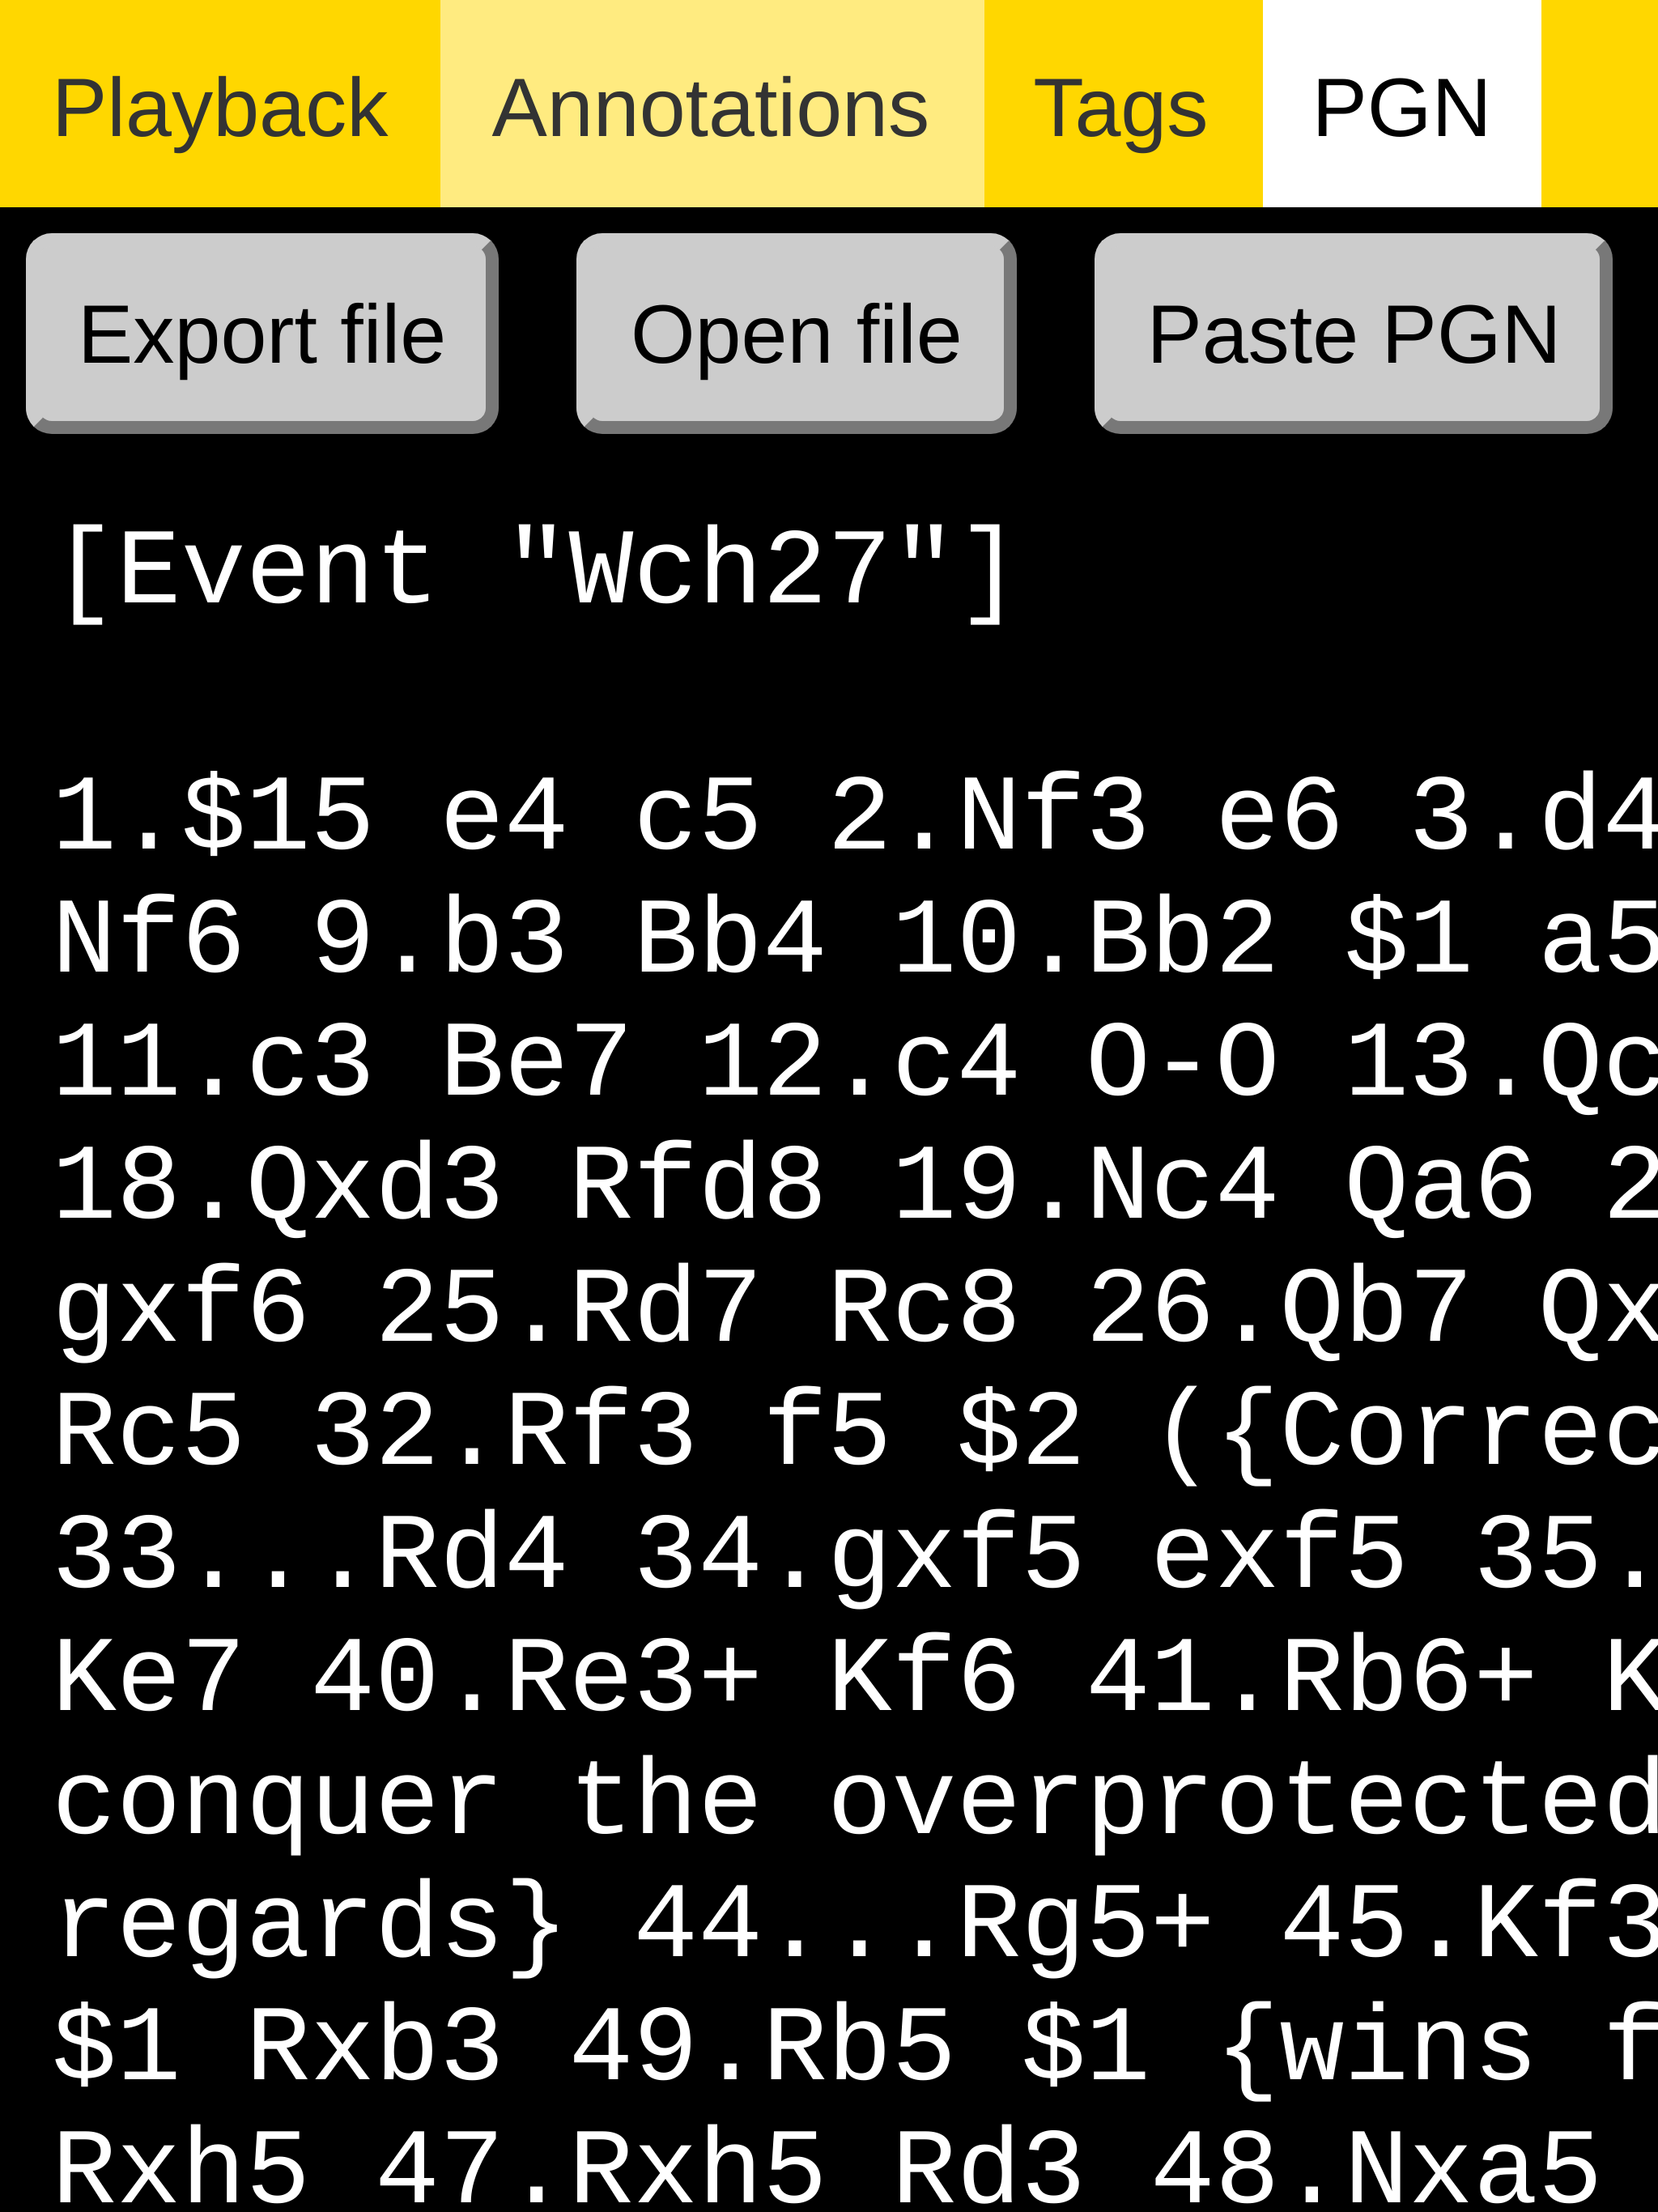 Playback Annotations Tags PGN
Export file Open file Paste PGN
[Event "Wch27"]
1.$15 e4 c5 2.Nf3 e6 3.d4
Nf6 9.b3 Bb4 10.Bb2 $1 a5
11.c3 Be7 12.c4 O-O 13.Qc
18.Qxd3 Rfd8 19.Nc4 Qa6 2
gxf6 25.Rd7 Rc8 26.Qb7 Qx
Rc5 32.Rf3 f5 $2 ({Correc
33...Rd4 34.gxf5 exf5 35.
Ke7 40.Re3+ Kf6 41.Rb6+ K
conquer the overprotected
regards} 44...Rg5+ 45.Kf3
$1 Rxb3 49.Rb5 $1 {wins f
Rxh5 47.Rxh5 Rd3 48.Nxa5